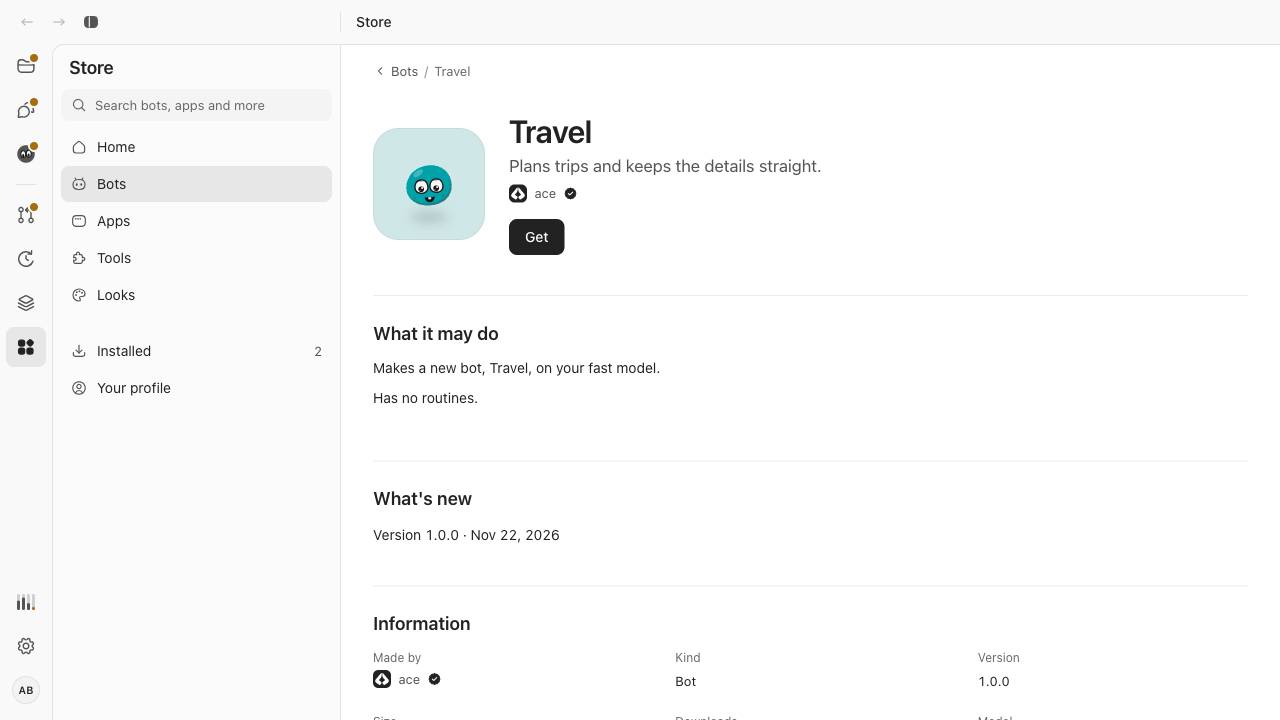 Store
Store
Search bots, apps and more
Home
Bots
Apps
Tools
Looks
Installed 2
Your profile
AB
Bots / Travel
Travel
Plans trips and keeps the details straight.
ace
Get
What it may do
Makes a new bot, Travel, on your fast model.
Has no routines.
What's new
Version 1.0.0 · Nov 22, 2026
Information
Made by Kind Version
ace Bot 1.0.0